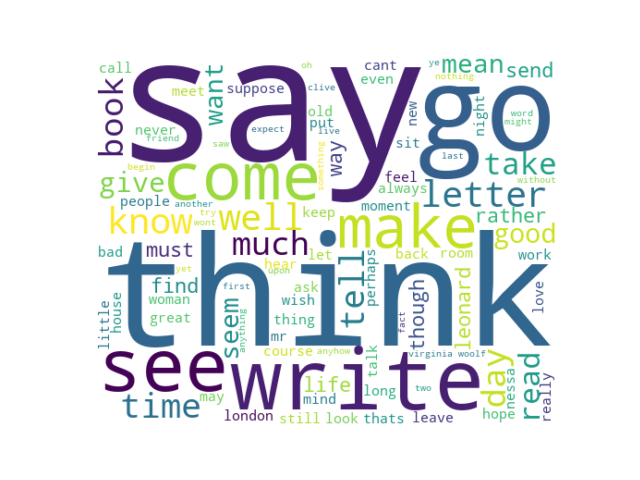 call
oh
cant
ye
mean
send
say
go
meet
suppose
clive
even
nothing
book
want
old
new
night
word
never
expect
live
put
might
friend
saw
way
sit
last
come
something
take
begin
give
people
another
feel
always
without
letter
know
try
well
keep
moment
make
rather
wont
good
bad
must
much
let
back
room
work
yet
hear
think
tell
perhaps
find
upon
ask
though
leonard
love
woman
first
wish
little
house
great
anything
seem
thing
fact
mr
see
course
anyhow
talk
virginia woolf
write
life
long
two
day
nessa
read
really
time
may
mind
hope
london
still
look
thats
leave